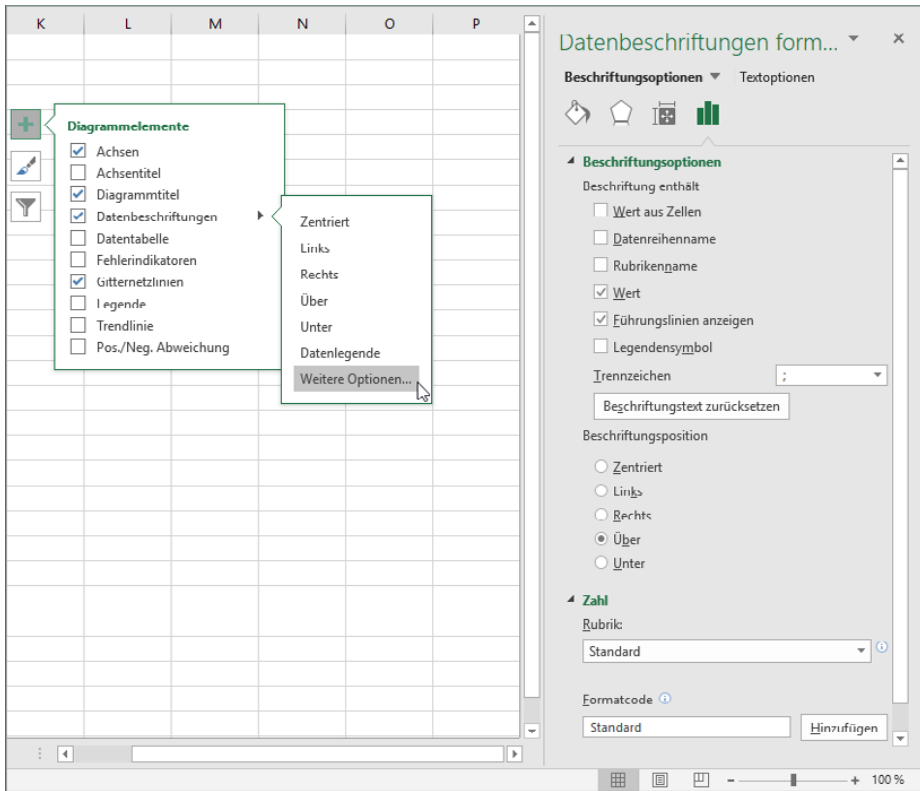 K L M N O P
Diagrammelemente
Achsen
Achsentitel
Diagrammtitel
Datenbeschriftungen
Datentabelle
Fehlerindikatoren
Gitternetzlinien
Legende
Trendlinie
Pos./Neg. Abweichung
Zentriert
Links
Rechts
Über
Unter
Datenlegende
Weitere Optionen...
Datenbeschriftungen form...
Beschriftungsoptionen Textoptionen
Beschriftungsoptionen
Beschriftung enthält
Wert aus Zellen
Datenreihenname
Rubrikenname
Wert
Führungslinien anzeigen
Legendensymbol
Trennzeichen ;
Beschriftungstext zurücksetzen
Beschriftungsposition
Zentriert
Links
Rechts
Über
Unter
Zahl
Rubrik:
Standard
Formatcode
Standard Hinzufügen
- + 100 %